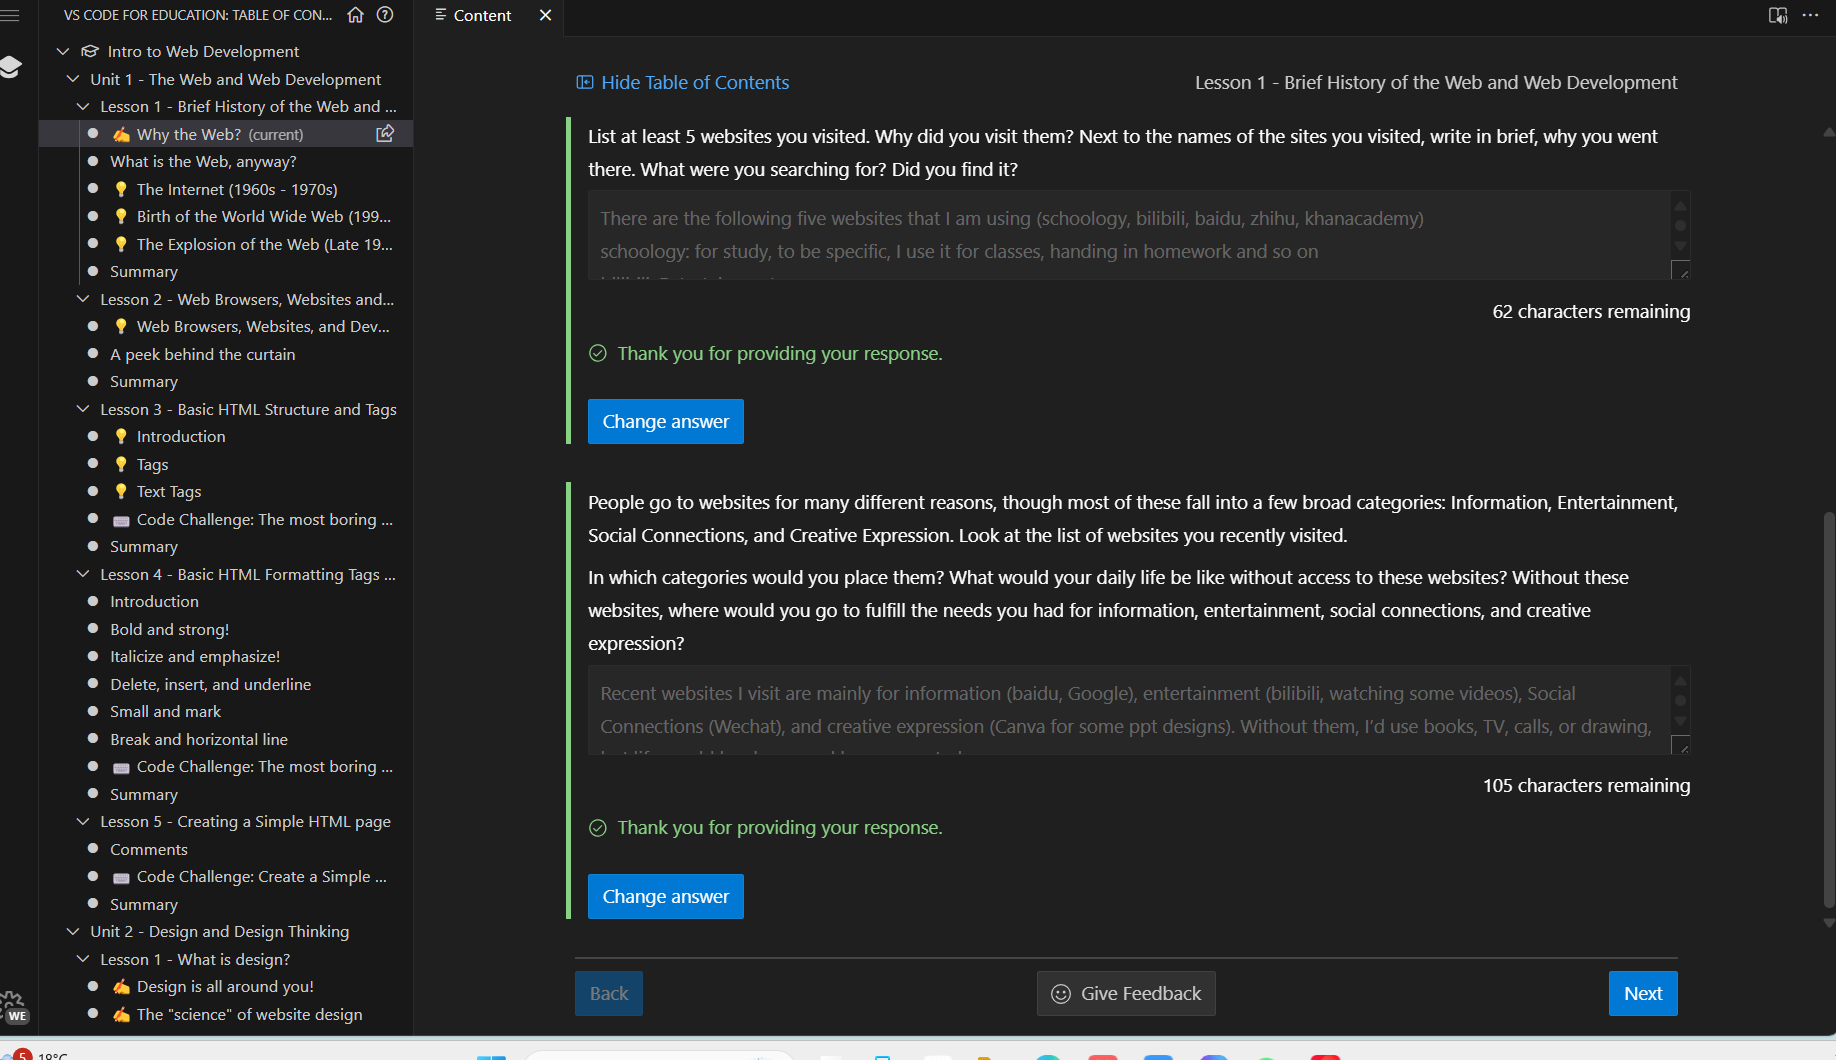 VS CODE FOR EDUCATION: TABLE OF CON...
Intro to Web Development
Unit 1 - The Web and Web Development
Lesson 1 - Brief History of the Web and ...
Why the Web? (current)
What is the Web, anyway?
The Internet (1960s - 1970s)
Birth of the World Wide Web (199...
The Explosion of the Web (Late 19...
Summary
Lesson 2 - Web Browsers, Websites and...
Web Browsers, Websites, and Dev...
A peek behind the curtain
Summary
Lesson 3 - Basic HTML Structure and Tags
Introduction
Tags
Text Tags
Code Challenge: The most boring ...
Summary
Lesson 4 - Basic HTML Formatting Tags ...
Introduction
Bold and strong!
Italicize and emphasize!
Delete, insert, and underline
Small and mark
Break and horizontal line
Code Challenge: The most boring ...
Summary
Lesson 5 - Creating a Simple HTML page
Comments
Code Challenge: Create a Simple ...
Summary
Unit 2 - Design and Design Thinking
Lesson 1 - What is design?
Design is all around you!
The "science" of website design
WE
Content
Hide Table of Contents
Lesson 1 - Brief History of the Web and Web Development
List at least 5 websites you visited. Why did you visit them? Next to the names of the sites you visited, write in brief, why you went
there. What were you searching for? Did you find it?
There are the following five websites that I am using (schoology, bilibili, baidu, zhihu, khanacademy)
schoology: for study, to be specific, I use it for classes, handing in homework and so on
62 characters remaining
Thank you for providing your response.
Change answer
People go to websites for many different reasons, though most of these fall into a few broad categories: Information, Entertainment,
Social Connections, and Creative Expression. Look at the list of websites you recently visited.
In which categories would you place them? What would your daily life be like without access to these websites? Without these
websites, where would you go to fulfill the needs you had for information, entertainment, social connections, and creative
expression?
Recent websites I visit are mainly for information (baidu, Google), entertainment (bilibili, watching some videos), Social
Connections (Wechat), and creative expression (Canva for some ppt designs). Without them, I'd use books, TV, calls, or drawing,
105 characters remaining
Thank you for providing your response.
Change answer
Back
Give Feedback
Next
5
18°C